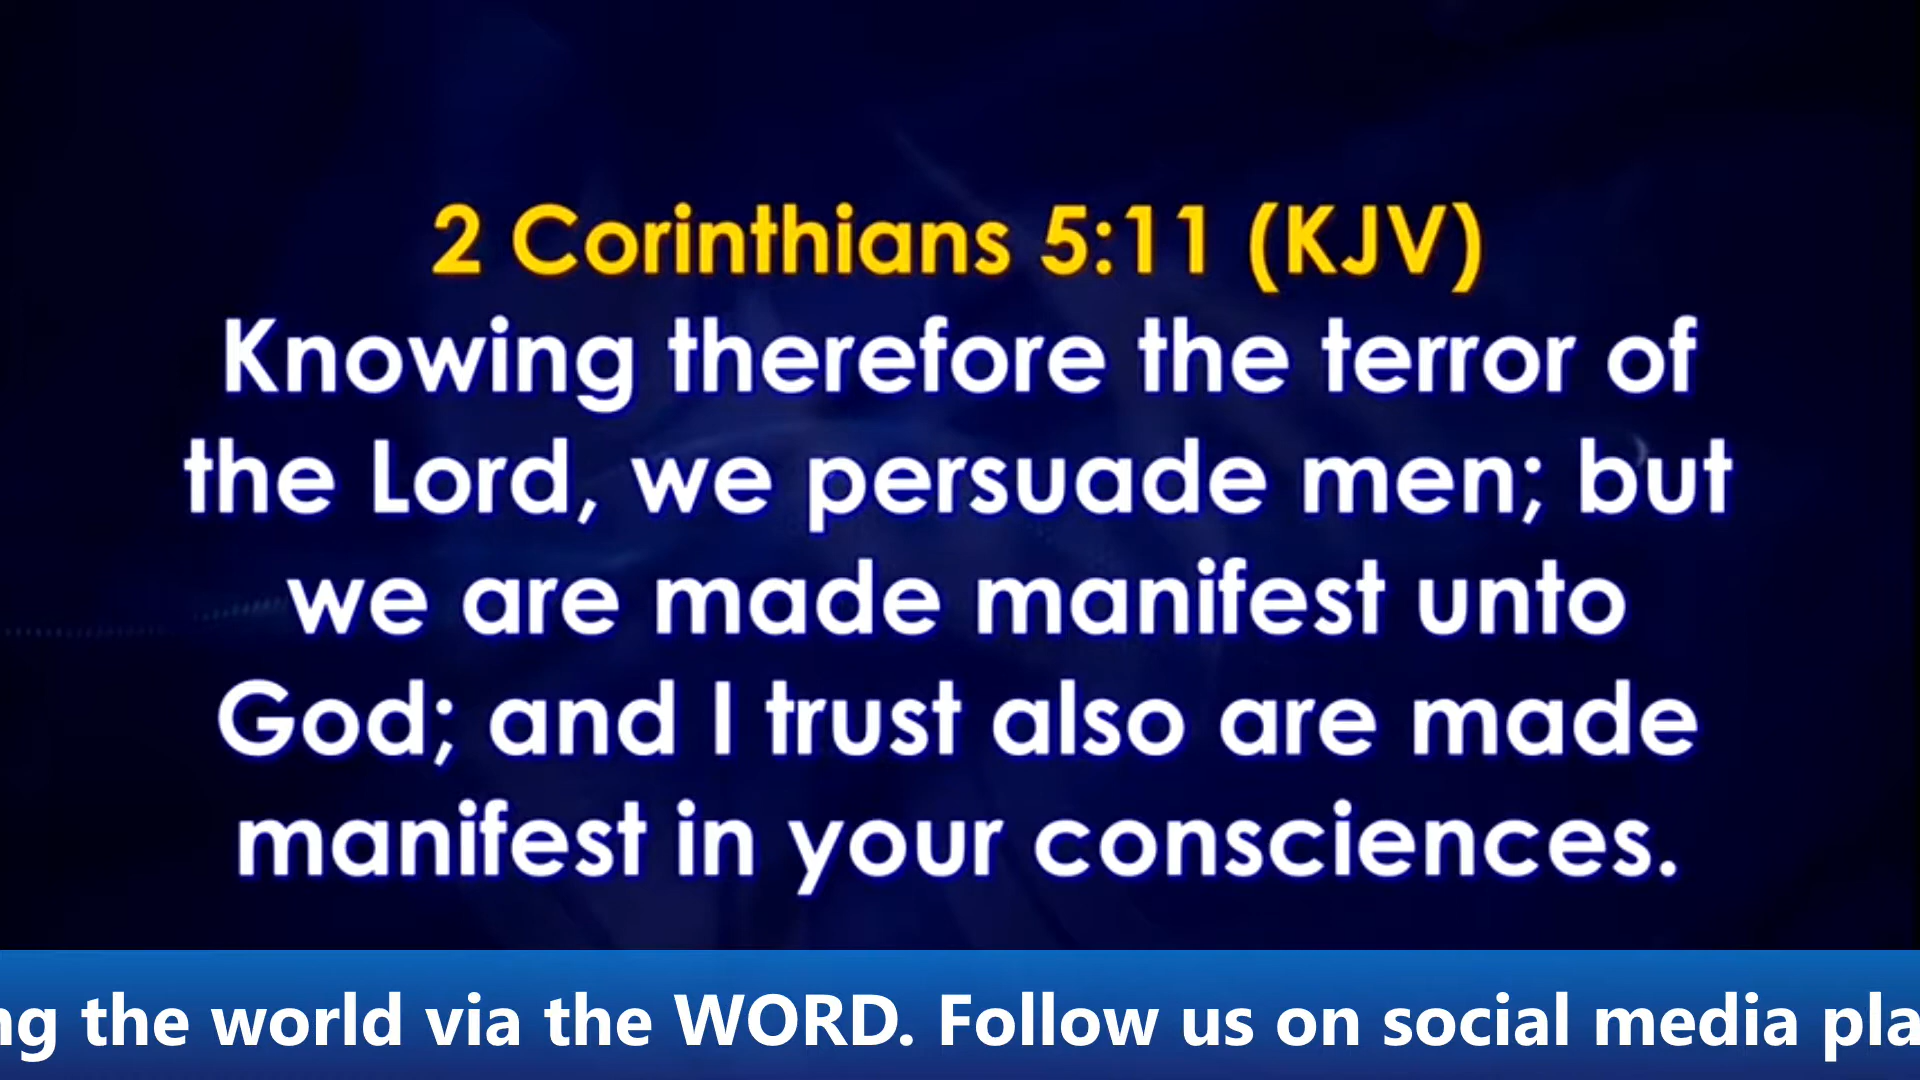 2 Corinthians 5:11 (KJV)
Knowing therefore the terror of
the Lord, we persuade men; but
we are made manifest unto
God; and I trust also are made
manifest in your consciences.
ng the world via the WORD. Follow us on social media pla